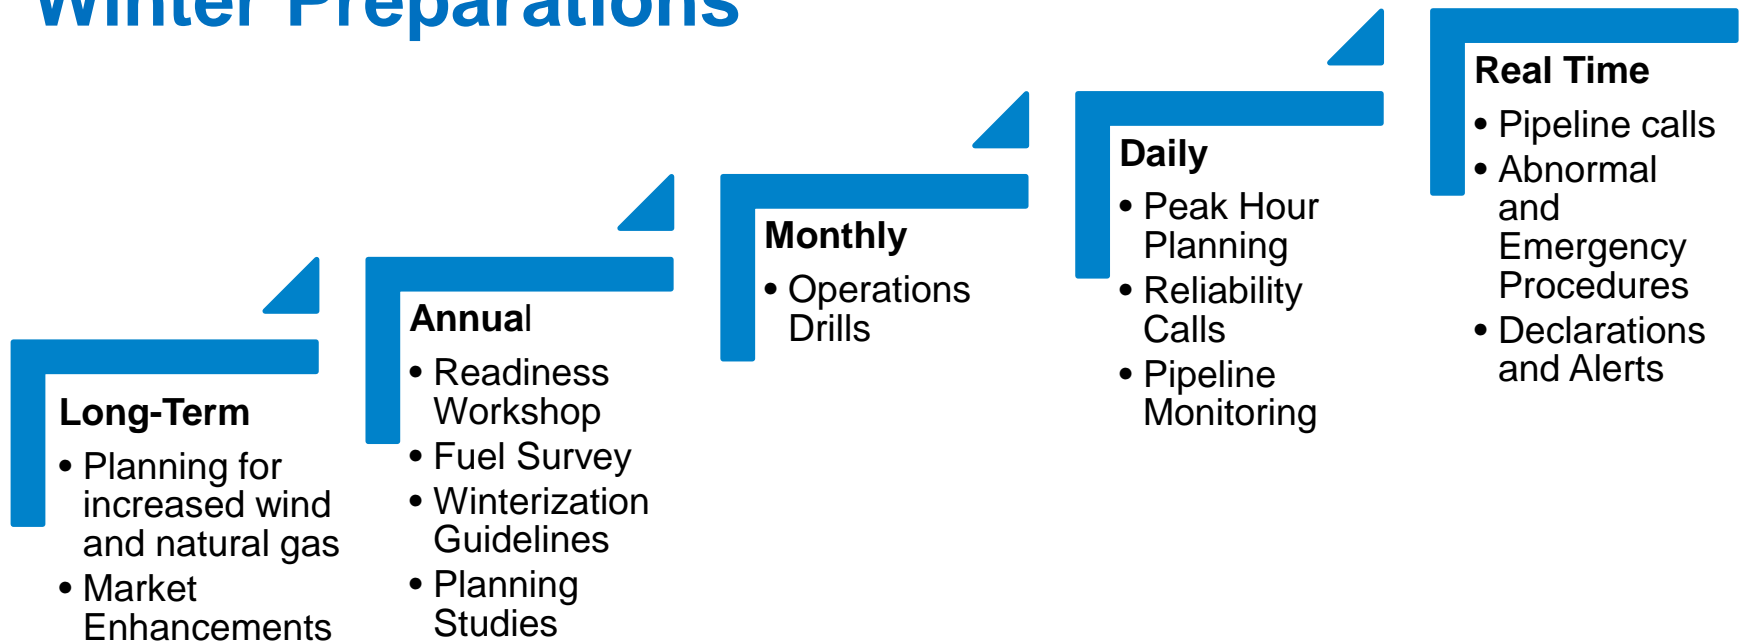 Winter Preparations
Long-Term
• Planning for
increased wind
and natural gas
• Market
Enhancements
Annual
• Readiness
Workshop
• Fuel Survey
• Winterization
Guidelines
• Planning
Studies
Monthly
• Operations
Drills
Daily
• Peak Hour
Planning
• Reliability
Calls
• Pipeline
Monitoring
Real Time
• Pipeline calls
• Abnormal
and
Emergency
Procedures
• Declarations
and Alerts